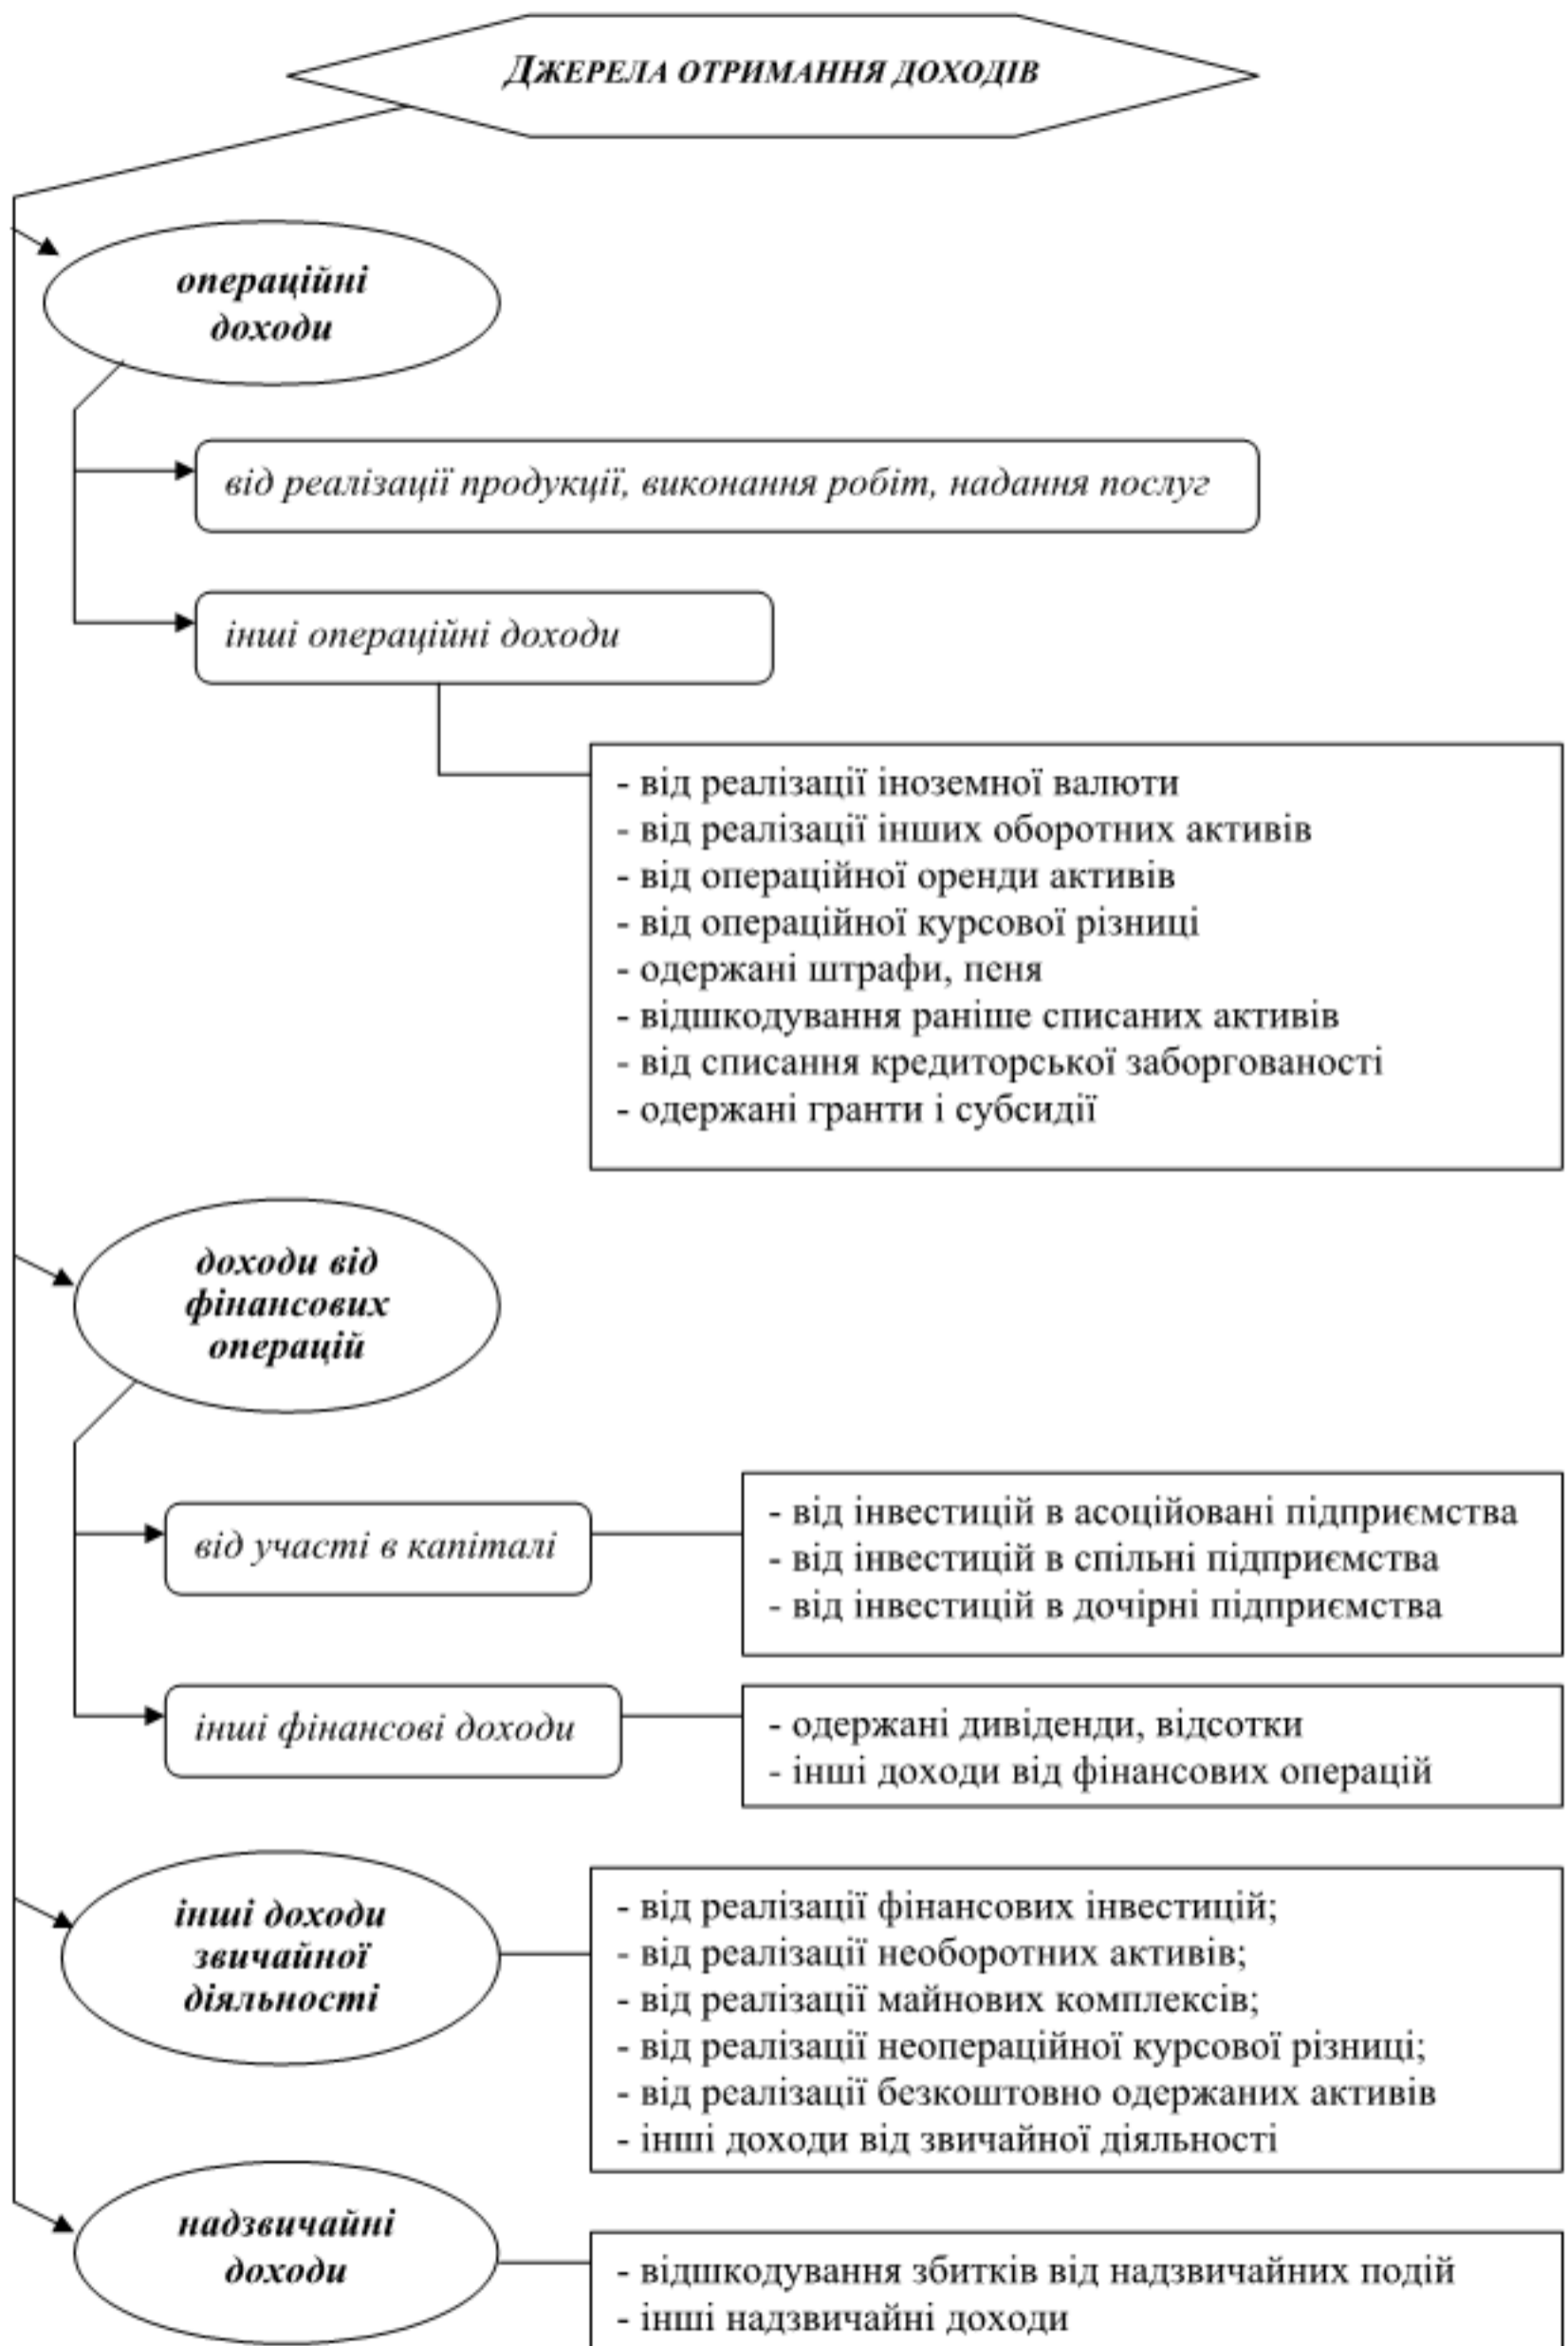 ДЖЕРЕЛА ОТРИМАННЯ ДОХОДІВ
операційні
доходи
від реалізації продукції, виконання робіт, надання послуг
інші операційні доходи
- від реалізації іноземної валюти
- від реалізації інших оборотних активів
- від операційної оренди активів
- від операційної курсової різниці
- одержані штрафи, пеня
- відшкодування раніше списаних активів
- від списання кредиторської заборгованості
- одержані гранти і субсидії
доходи від
фінансових
операцій
від участі в капіталі
- від інвестицій в асоційовані підприємства
- від інвестицій в спільні підприємства
- від інвестицій в дочірні підприємства
інші фінансові доходи
- одержані дивіденди, відсотки
- інші доходи від фінансових операцій
інші доходи
звичайної
діяльності
- від реалізації фінансових інвестицій;
- від реалізації необоротних активів;
- від реалізації майнових комплексів;
- від реалізації неопераційної курсової різниці;
- від реалізації безкоштовно одержаних активів
- інші доходи від звичайної діяльності
надзвичайні
доходи
- відшкодування збитків від надзвичайних подій
- інші надзвичайні доходи